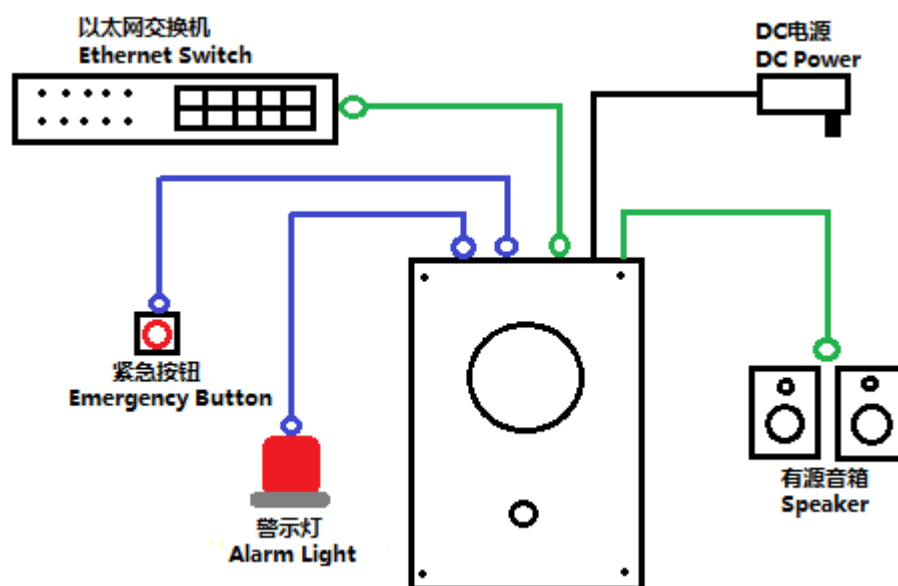 以太网交换机
Ethernet Switch
DC电源
DC Power
紧急按钮
Emergency Button
警示灯
Alarm Light
有源音箱
Speaker